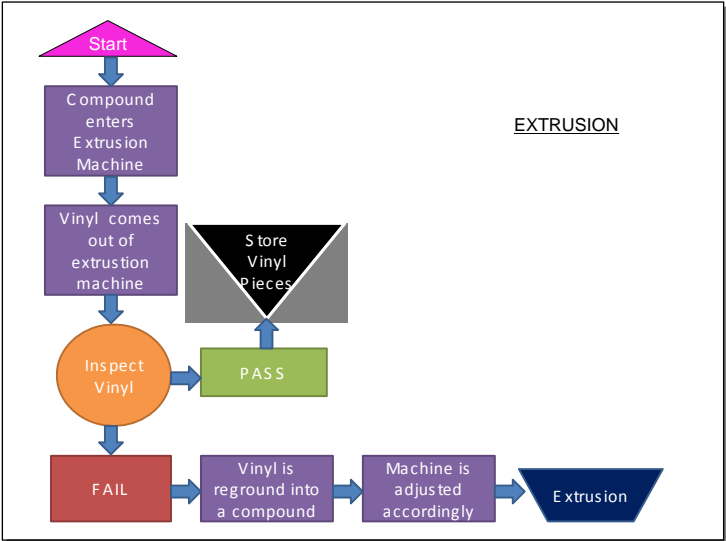 Start
Compound
enters
Extrusion
Machine
EXTRUSION
Vinyl comes
out of
extrustion
machine
Store
Vinyl
Pieces
Inspect
Vinyl
PASS
FAIL
Vinyl is
reground into
a compound
Machine is
adjusted
accordingly
Extrusion